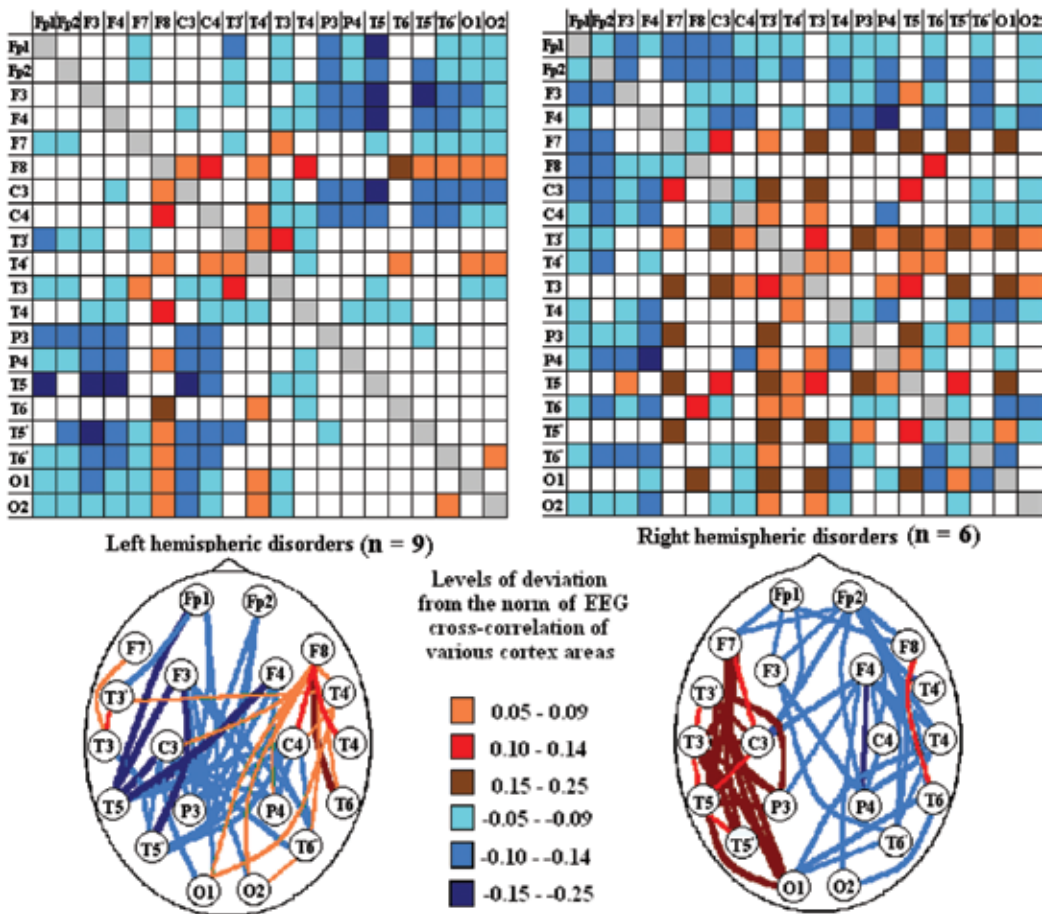 Fp1 Fp2 F3 F4 F7 F8 C3 C4 T3' T4' T3 T4 P3 P4 T5 T6 T5' T6' O1 O2
Fp1
Fp2
F3
F4
F7
F8
C3
C4
T3'
T4'
T3
T4
P3
P4
T5
T6
T5'
T6'
O1
O2
Fp1 Fp2 F3 F4 F7 F8 C3 C4 T3' T4' T3 T4 P3 P4 T5 T6 T5' T6' O1 O2
Fp1
Fp2
F3
F4
F7
F8
C3
C4
T3'
T4'
T3
T4
P3
P4
T5
T6
T5'
T6'
O1
O2
Left hemispheric disorders (n = 9)
Right hemispheric disorders (n = 6)
Fp1 Fp2
F7 F8
F3 F4
T3' T4'
T3 C3 C4 T4
T5 P3 P4 T6
T5' T6'
O1 O2
Levels of deviation
from the norm of EEG
cross-correlation of
various cortex areas
0.05 - 0.09
0.10 - 0.14
0.15 - 0.25
-0.05 - -0.09
-0.10 - -0.14
-0.15 - -0.25
Fp1 Fp2
F7 F8
F3 F4
T3' T4'
T3 C3 C4 T4
T5 P3 P4 T6
T5' T6'
O1 O2